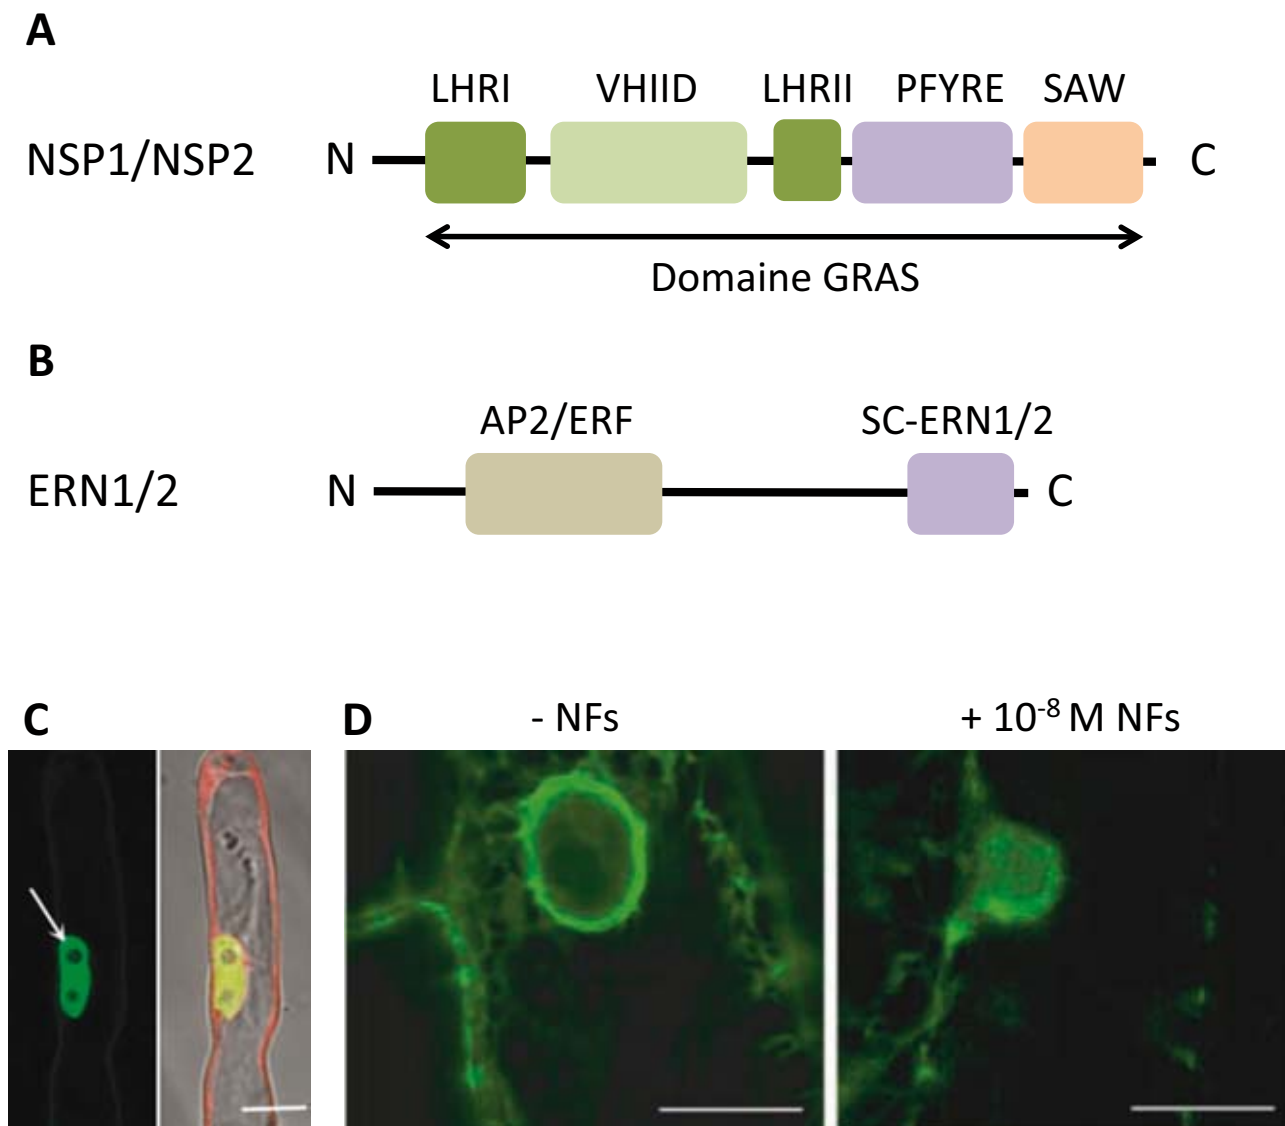 A
LHRI VHIID LHRII PFYRE SAW
NSP1/NSP2 N C
Domaine GRAS
B
AP2/ERF SC-ERN1/2
ERN1/2 N C
C D - NFs + 10⁻⁸ M NFs